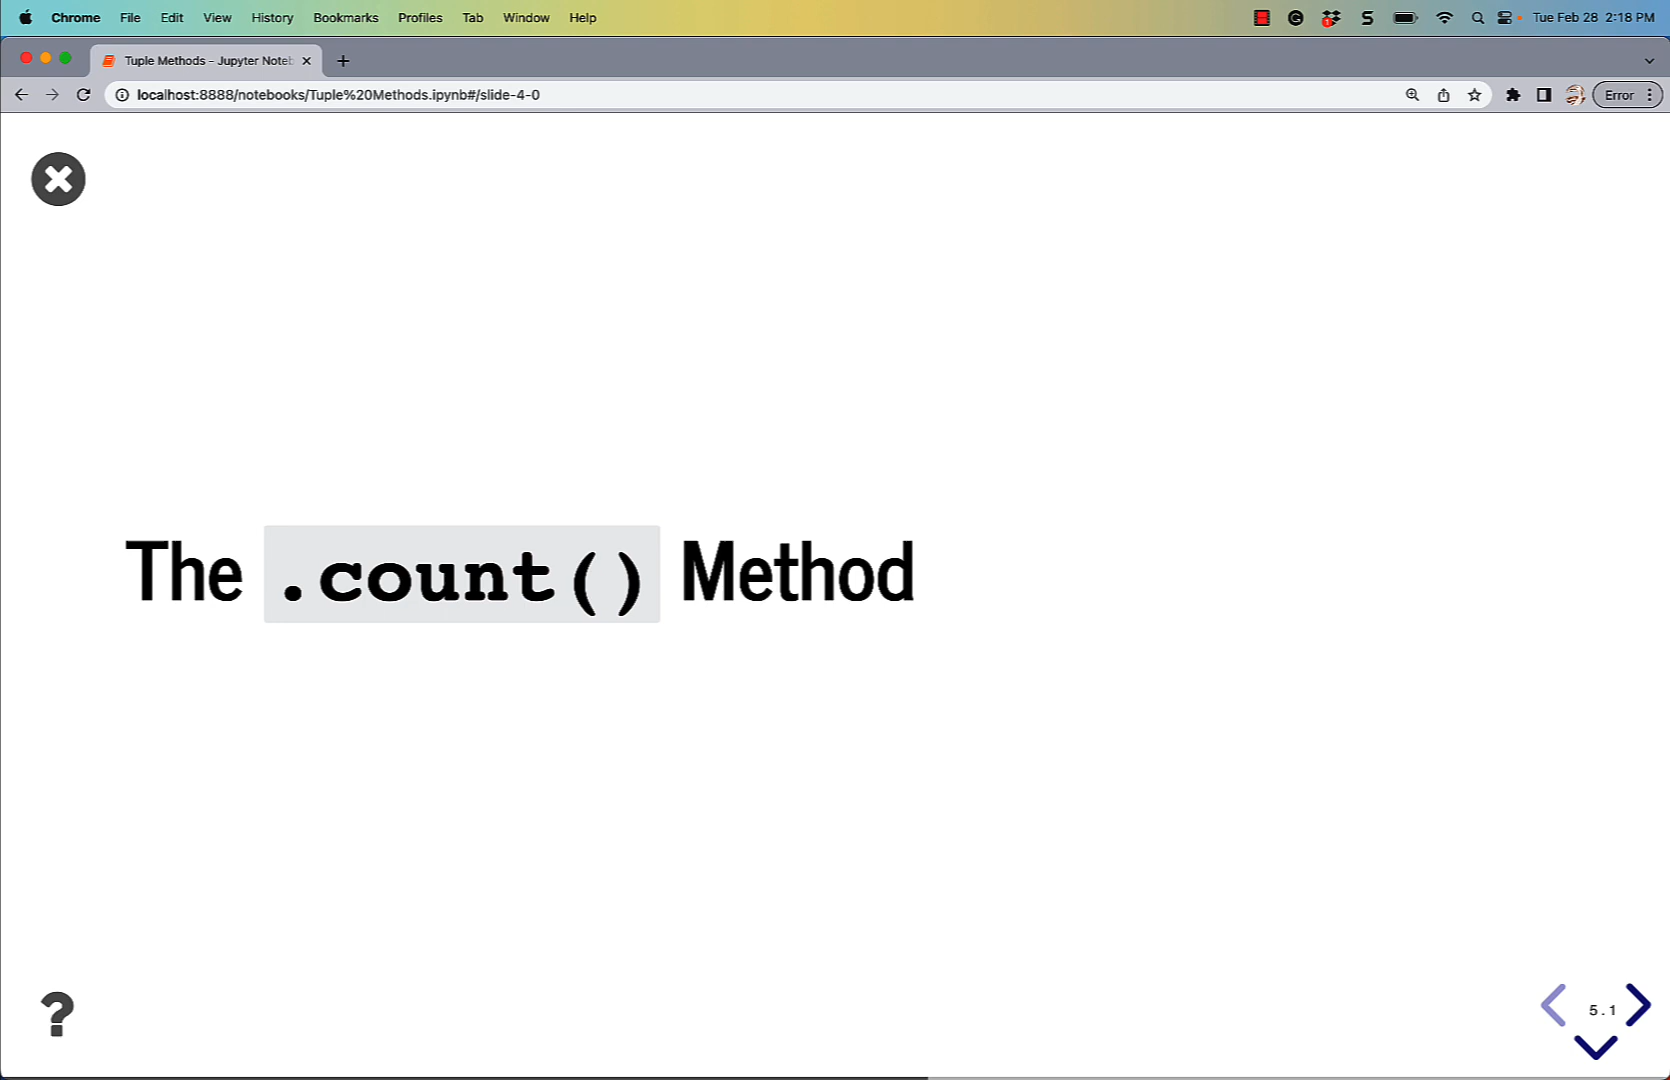 Chrome File Edit View History Bookmarks Profiles Tab Window Help Tue Feb 28 2:18 PM
Tuple Methods - Jupyter Noteb
localhost:8888/notebooks/Tuple%20Methods.ipynb#/slide-4-0 Error
The .count() Method
?
5.1